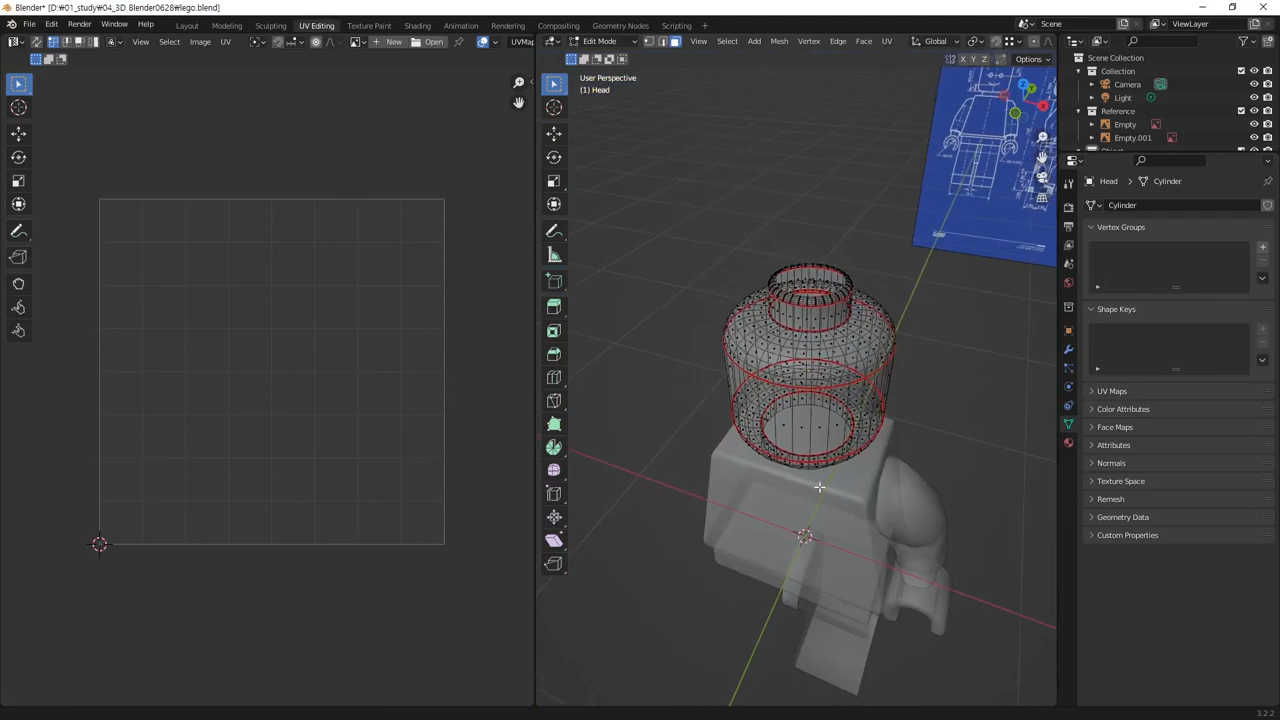 Blender* [D:₩01_study₩04_3D Blender0628₩lego.blend]
File Edit Render Window Help Layout Modeling Sculpting UV Editing Texture Paint Shading Animation Rendering Compositing Geometry Nodes Scripting + Scene ViewLayer
View Select Image UV New Open UVMap Edit Mode View Select Add Mesh Vertex Edge Face UV Global
X Y Z Options
Scene Collection
Collection
Camera
Light
Reference
Empty
Empty.001
User Perspective
(1) Head
Head Cylinder
Cylinder
Vertex Groups
Shape Keys
UV Maps
Color Attributes
Face Maps
Attributes
Normals
Texture Space
Remesh
Geometry Data
Custom Properties
3.2.2